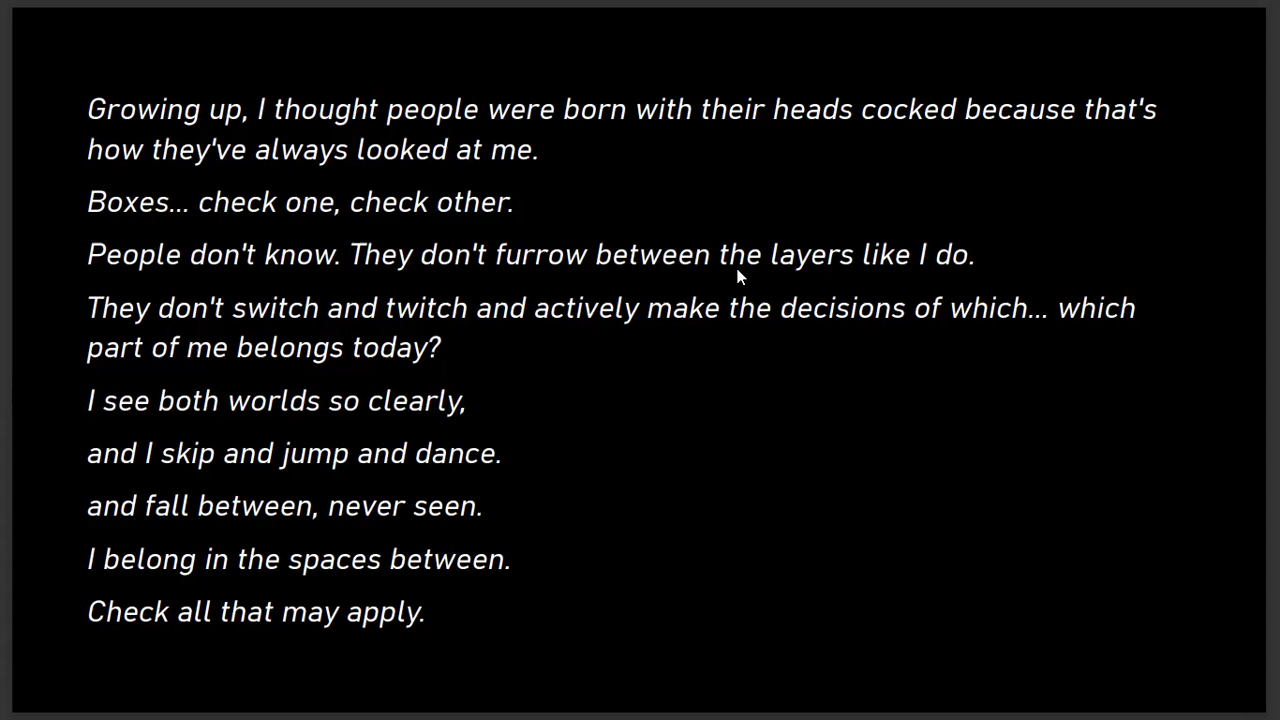 Growing up, I thought people were born with their heads cocked because that's
how they've always looked at me.
Boxes... check one, check other.
People don't know. They don't furrow between the layers like I do.
They don't switch and twitch and actively make the decisions of which... which
part of me belongs today?
I see both worlds so clearly,
and I skip and jump and dance.
and fall between, never seen.
I belong in the spaces between.
Check all that may apply.